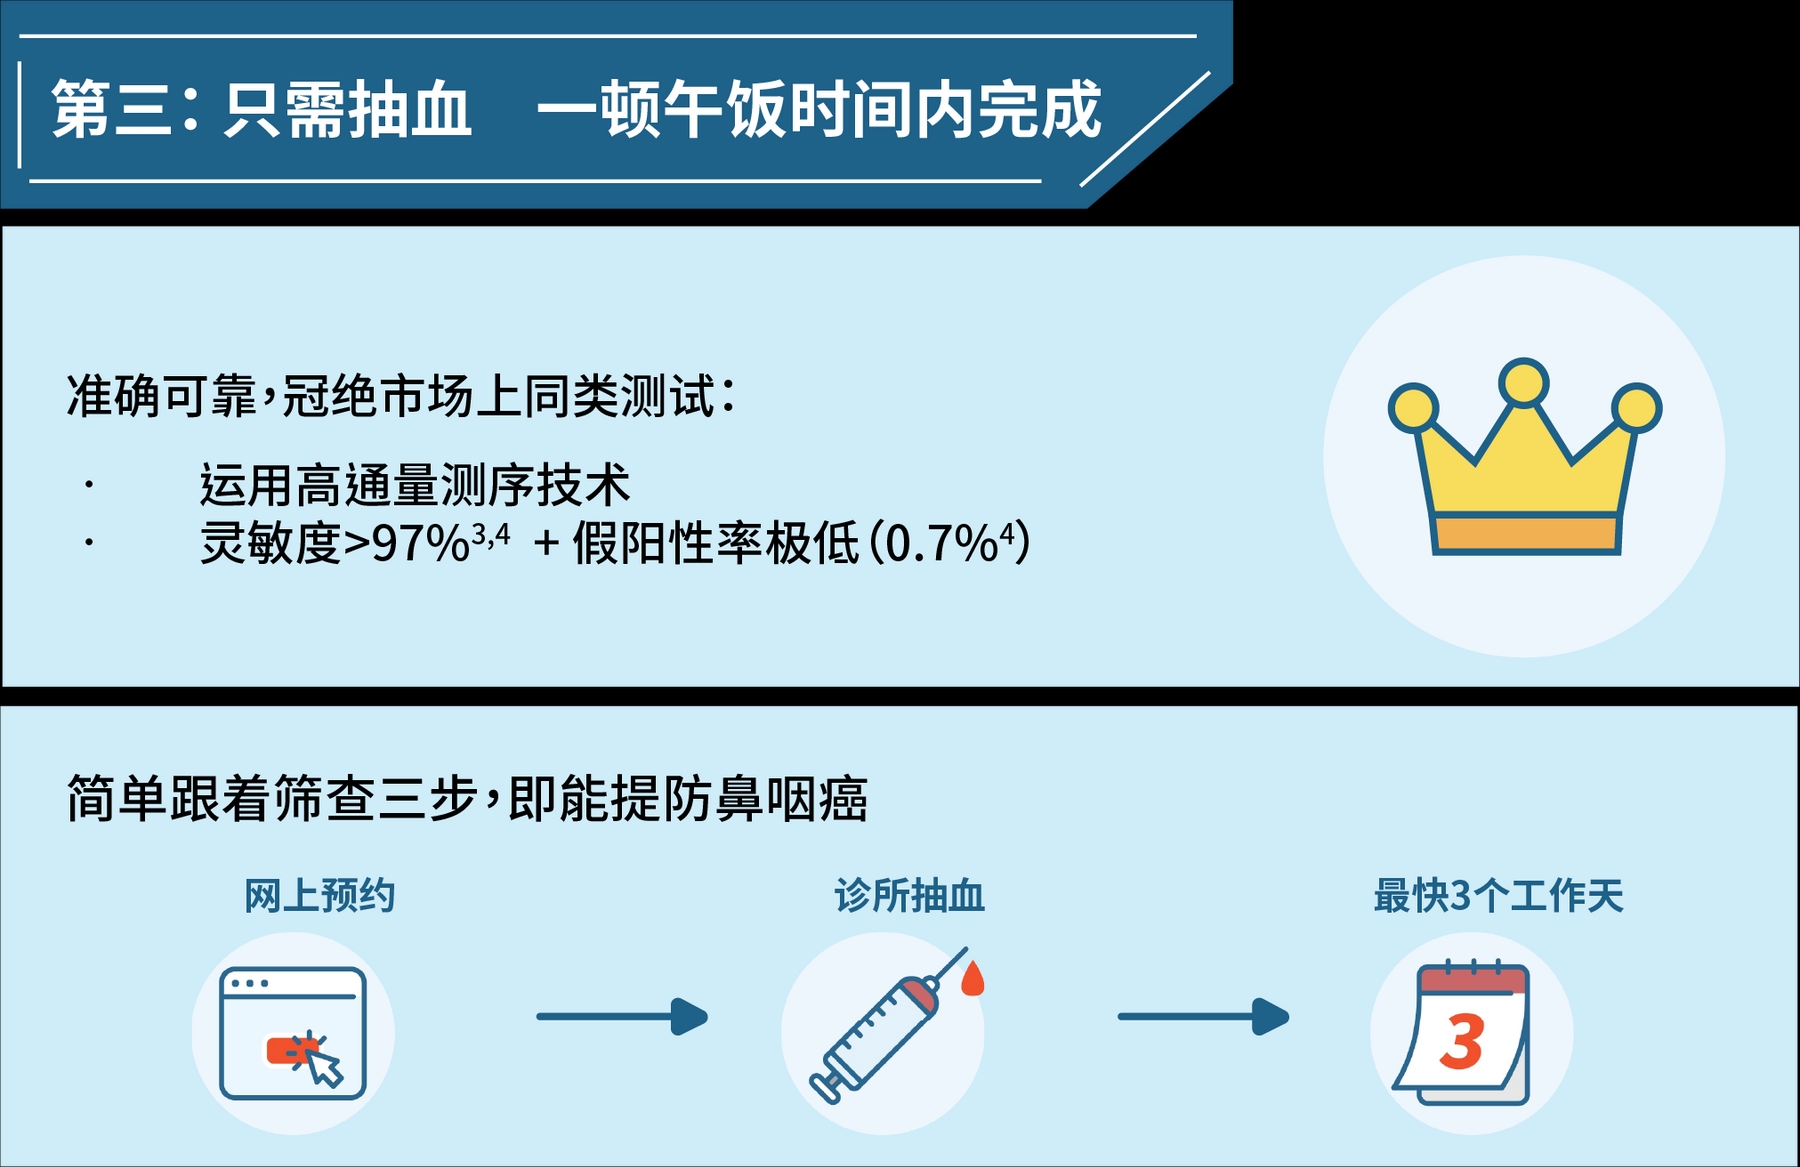 第三：只需抽血　一顿午饭时间内完成
准确可靠，冠绝市场上同类测试：
· 运用高通量测序技术
· 灵敏度>97%3,4 + 假阳性率极低（0.7%4）
简单跟着筛查三步，即能提防鼻咽癌
网上预约 诊所抽血 最快3个工作天
3